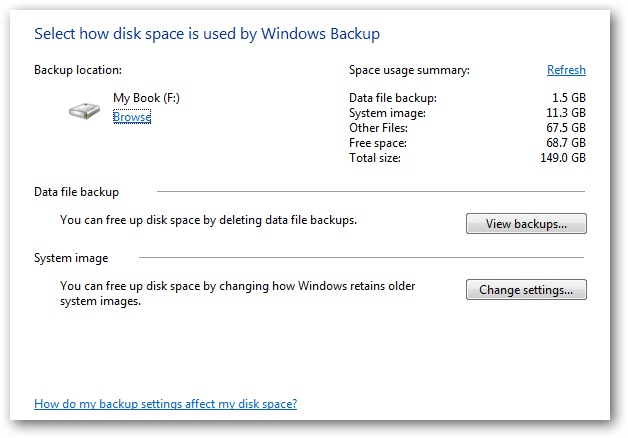 Select how disk space is used by Windows Backup
Backup location:
My Book (F:)
Browse
Space usage summary: Refresh
Data file backup: 1.5 GB
System image: 11.3 GB
Other Files: 67.5 GB
Free space: 68.7 GB
Total size: 149.0 GB
Data file backup
You can free up disk space by deleting data file backups.
View backups...
System image
You can free up disk space by changing how Windows retains older
system images.
Change settings...
How do my backup settings affect my disk space?